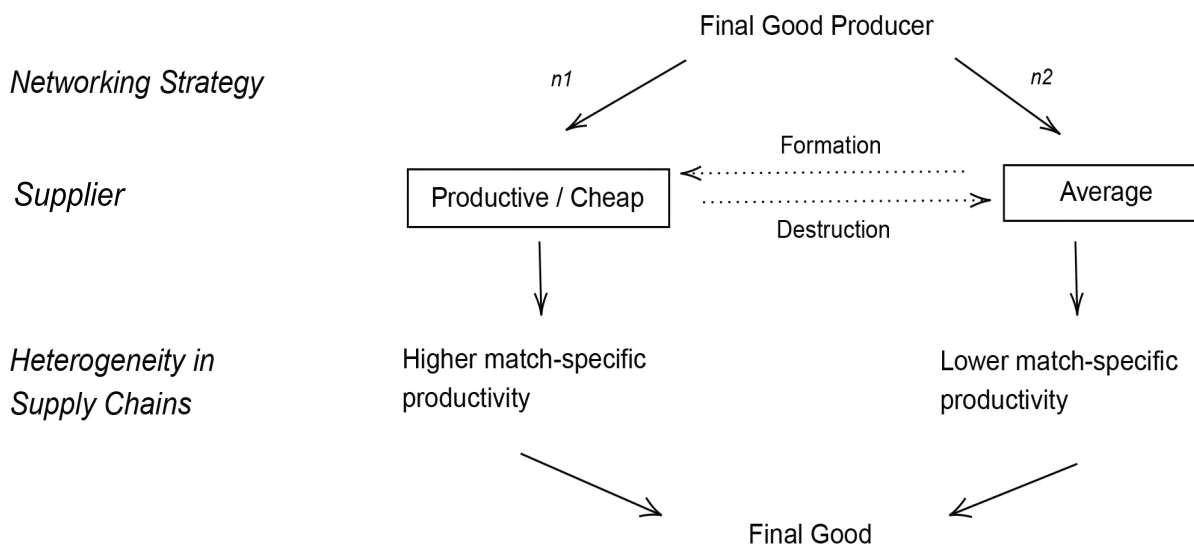 Final Good Producer
Networking Strategy
n1
n2
Formation
Supplier
Productive / Cheap
Average
Destruction
Heterogeneity in
Supply Chains
Higher match-specific
productivity
Lower match-specific
productivity
Final Good